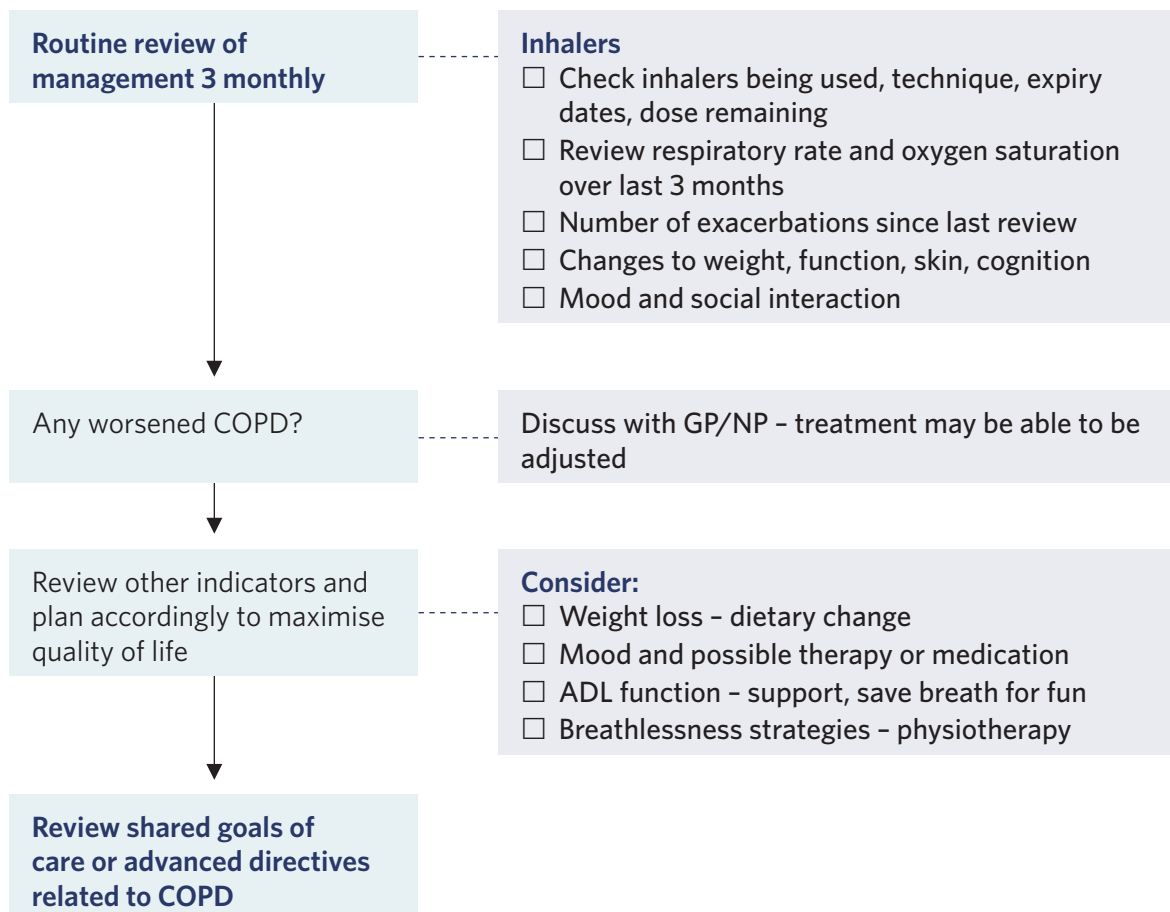 Routine review of
management 3 monthly
Inhalers
☐ Check inhalers being used, technique, expiry
dates, dose remaining
☐ Review respiratory rate and oxygen saturation
over last 3 months
☐ Number of exacerbations since last review
☐ Changes to weight, function, skin, cognition
☐ Mood and social interaction
Any worsened COPD?
Discuss with GP/NP – treatment may be able to be
adjusted
Review other indicators and
plan accordingly to maximise
quality of life
Consider:
☐ Weight loss – dietary change
☐ Mood and possible therapy or medication
☐ ADL function – support, save breath for fun
☐ Breathlessness strategies – physiotherapy
Review shared goals of
care or advanced directives
related to COPD